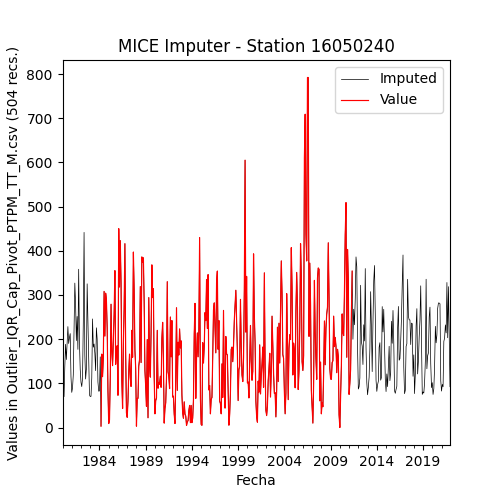 MICE Imputer - Station 16050240
Values in Outlier_IQR_Cap_Pivot_PTPM_TT_M.csv (504 recs.)
800
700
600
500
400
300
200
100
0
Imputed
Value
1984 1989 1994 1999 2004 2009 2014 2019
Fecha